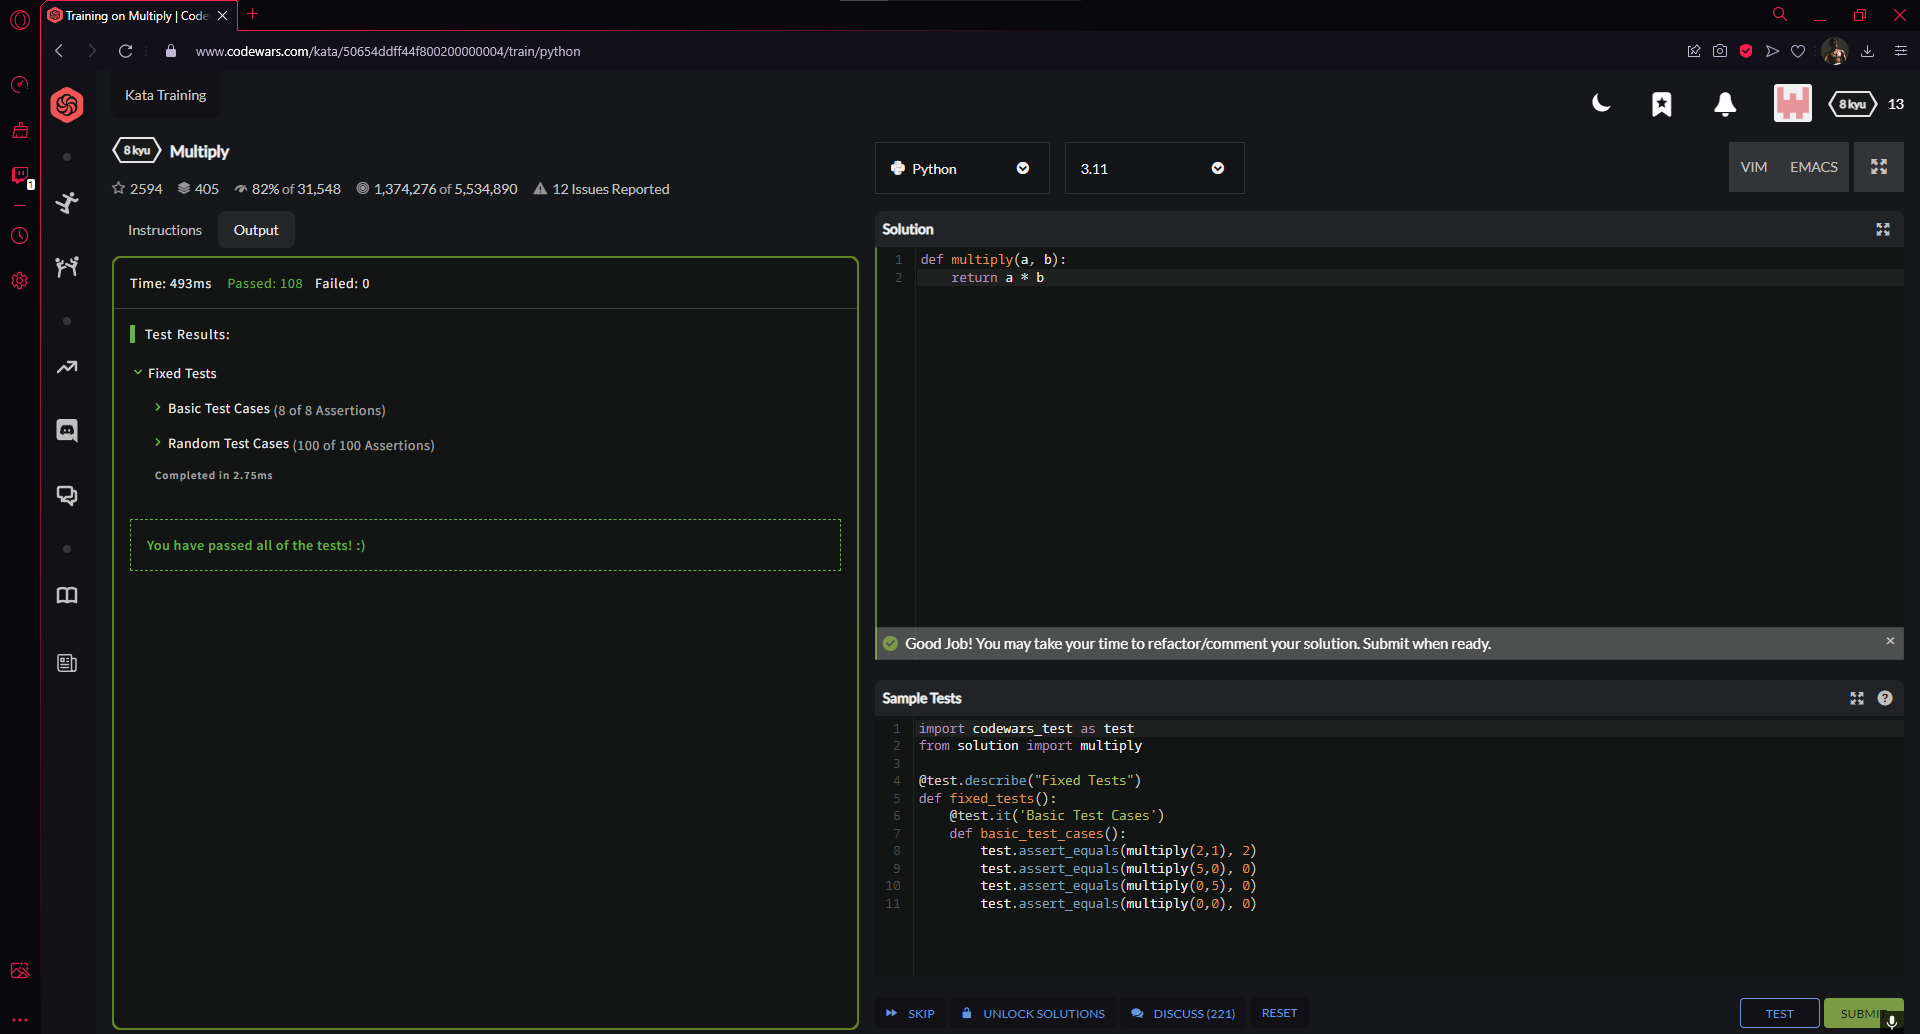 Training on Multiply | Code
www.codewars.com/kata/50654ddff44f800200000004/train/python
1
Kata Training
8 kyu
13
8 kyu Multiply
2594 405 82% of 31,548 1,374,276 of 5,534,890 12 Issues Reported
Instructions
Output
Time: 493ms Passed: 108 Failed: 0
Test Results:
Fixed Tests
Basic Test Cases (8 of 8 Assertions)
Random Test Cases (100 of 100 Assertions)
Completed in 2.75ms
You have passed all of the tests! :)
Python
3.11
VIM EMACS
Solution
1 def multiply(a, b):
2     return a * b
Good Job! You may take your time to refactor/comment your solution. Submit when ready.
Sample Tests
1 import codewars_test as test
2 from solution import multiply
3
4 @test.describe("Fixed Tests")
5 def fixed_tests():
6     @test.it('Basic Test Cases')
7     def basic_test_cases():
8         test.assert_equals(multiply(2,1), 2)
9         test.assert_equals(multiply(5,0), 0)
10         test.assert_equals(multiply(0,5), 0)
11         test.assert_equals(multiply(0,0), 0)
SKIP
UNLOCK SOLUTIONS
DISCUSS (221)
RESET
TEST
SUBMIT